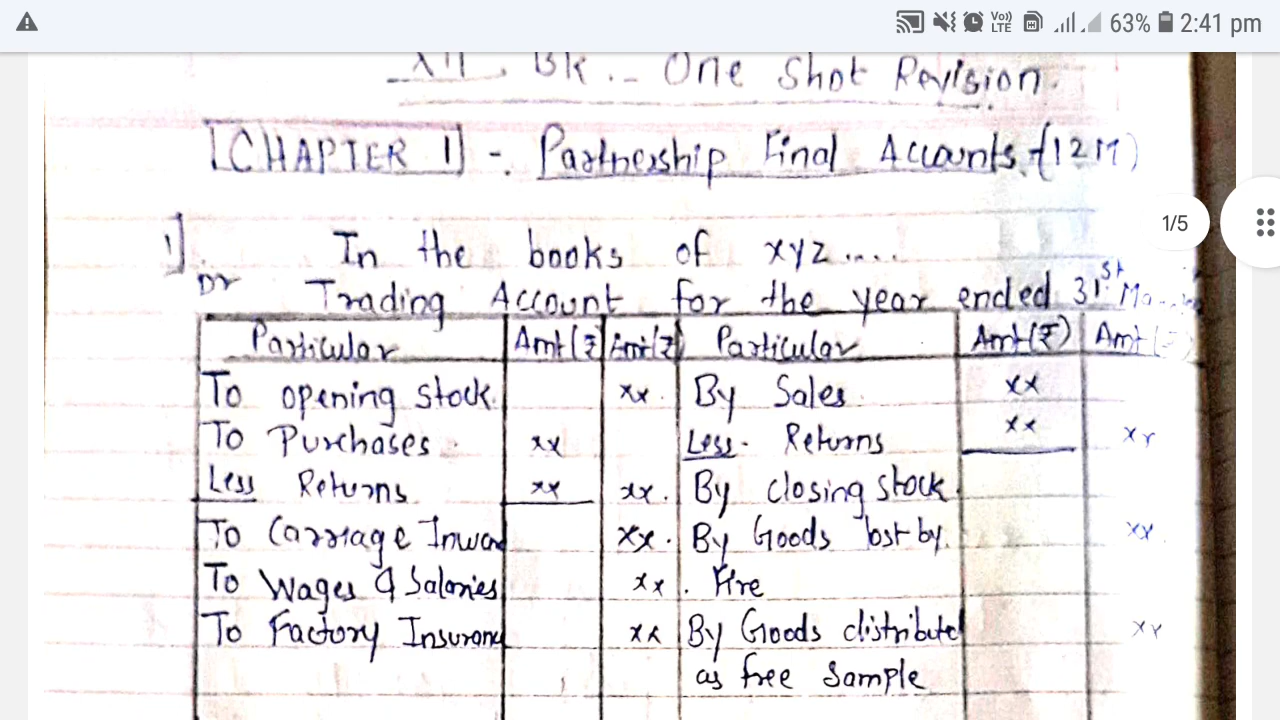 Vo))
LTE 63% 2:41 pm
XII. BK. - One Shot Revision.
[CHAPTER 1] - Partnership Final Accounts. (12M)
1/5
1] In the books of xyz....
Dr Trading Account for the year ended 31st
Particular Amt(₹) Amt(₹) Particular Amt(₹) Amt(₹)
To opening stock. xx. By Sales xx
To Purchases. xx Less. Returns xx xx
Less Returns xx xx. By closing stock
To Carriage Inward xx. By Goods lost by. xx.
To Wages & Salaries xx. Fire
To Factory Insuranc xx By Goods distribute xx
as free Sample